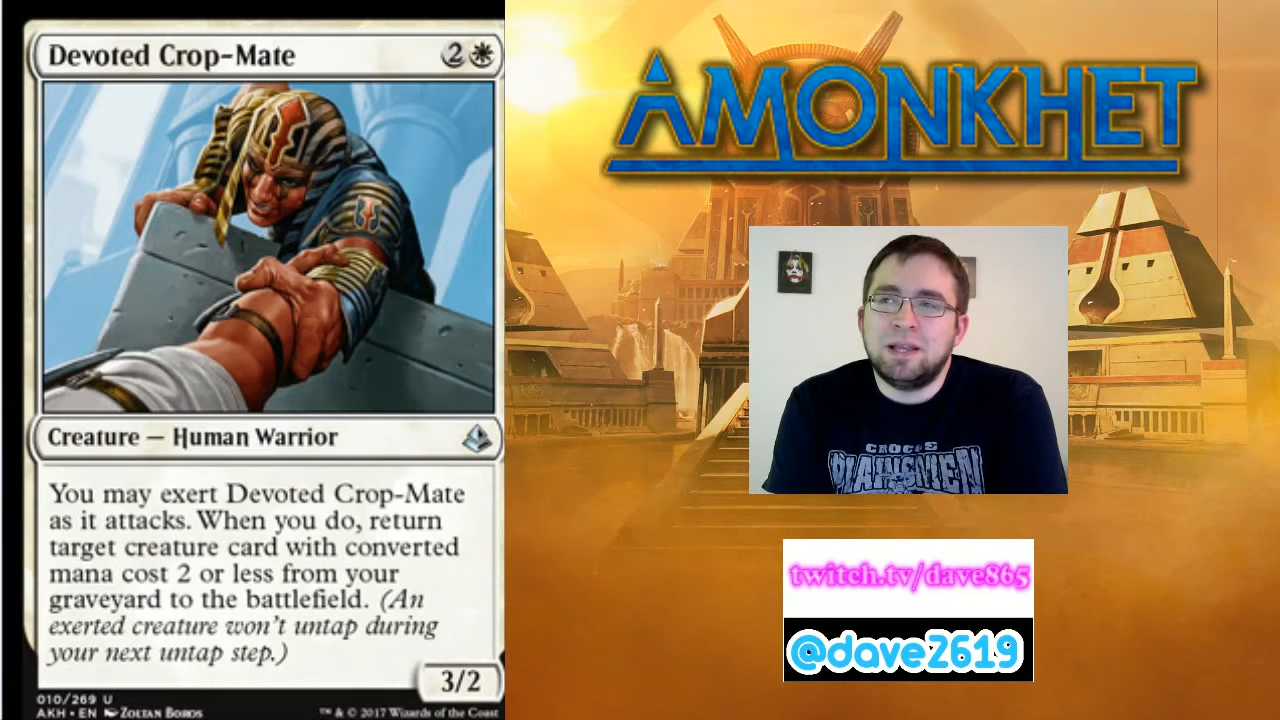 Devoted Crop-Mate
2
Creature — Human Warrior
You may exert Devoted Crop-Mate
as it attacks. When you do, return
target creature card with converted
mana cost 2 or less from your
graveyard to the battlefield. (An
exerted creature won't untap during
your next untap step.)
3/2
010/269 U
AKH • EN Zoltan Boros
™ & © 2017 Wizards of the Coast
AMONKHET
CROCUS
PLAINSMEN
twitch.tv/dave865
@dave2619